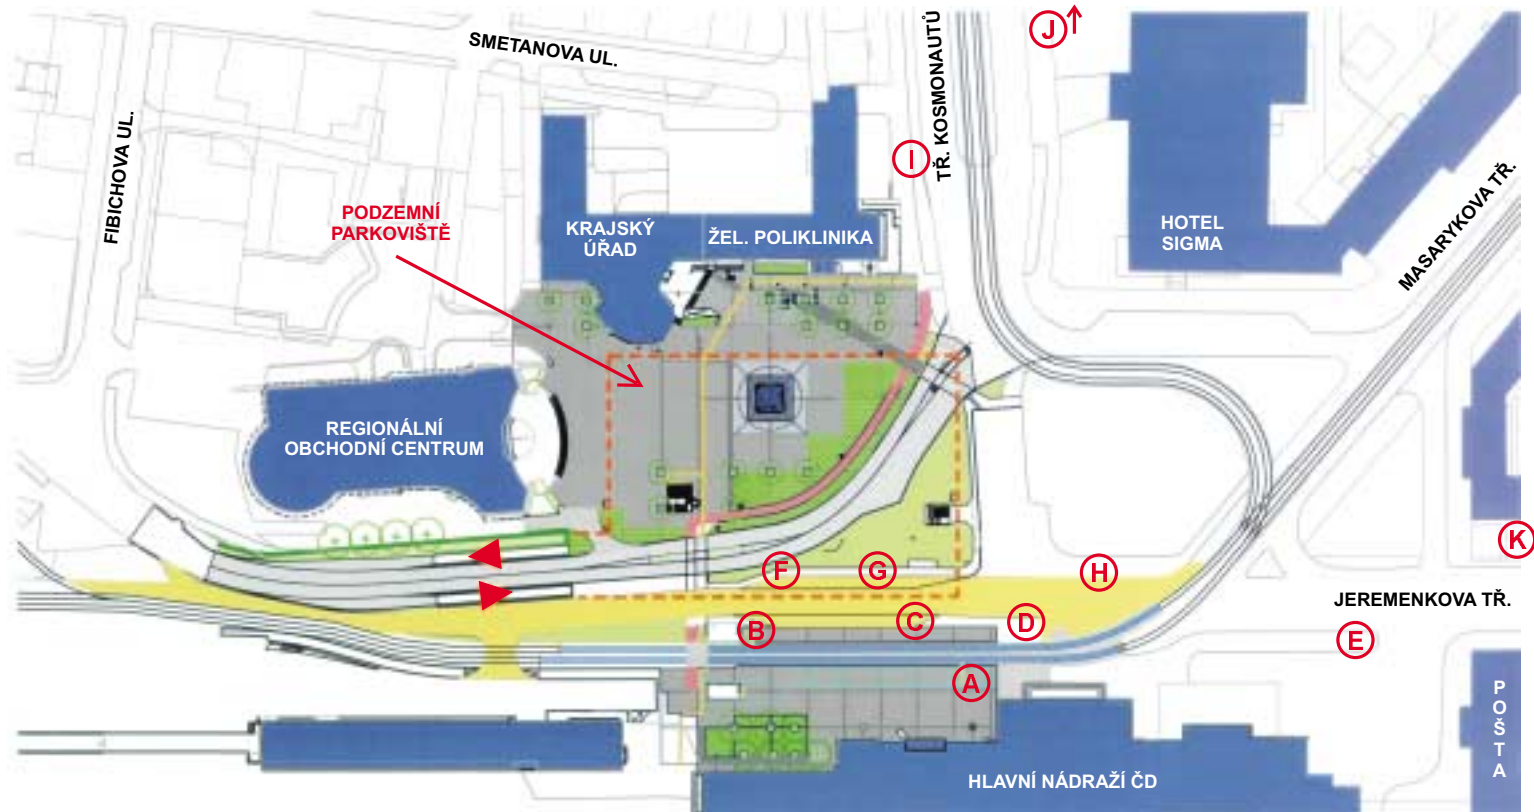 J
SMETANOVA UL.
TŘ. KOSMONAUTŮ
FIBICHOVA UL.
I
PODZEMNÍ
PARKOVIŠTĚ
KRAJSKÝ
ÚŘAD
ŽEL. POLIKLINIKA
HOTEL
SIGMA
MASARYKOVA TŘ.
REGIONÁLNÍ
OBCHODNÍ CENTRUM
K
F
G
H
JEREMENKOVA TŘ.
B
C
D
E
A
POŠTA
HLAVNÍ NÁDRAŽÍ ČD